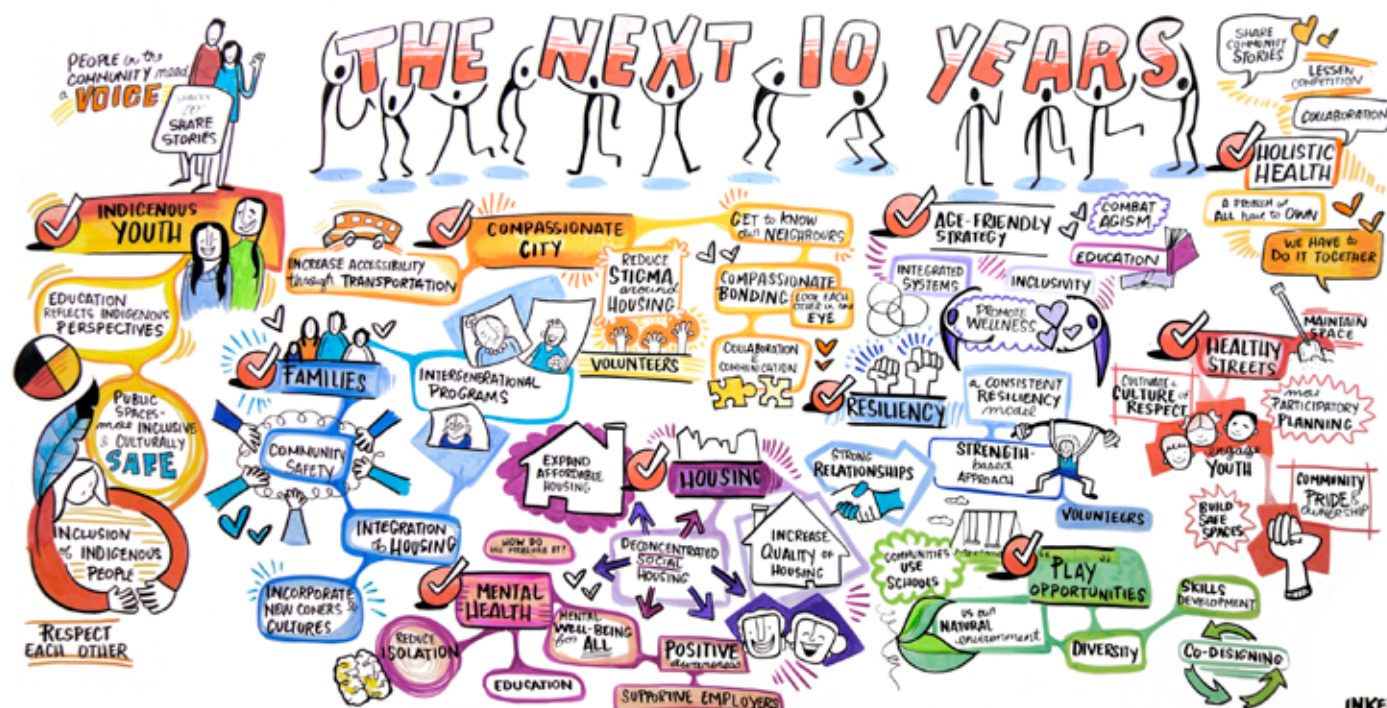 THE NEXT 10 YEARS
PEOPLE in the
COMMUNITY need
a VOICE
SHARE
STORIES
INDIGENOUS
YOUTH
EDUCATION
REFLECTS INDIGENOUS
PERSPECTIVES
PUBLIC
SPACES-
more INCLUSIVE
& CULTURALLY
SAFE
INCLUSION
of INDIGENOUS
PEOPLE
RESPECT
EACH OTHER
INCREASE ACCESSIBILITY
through TRANSPORTATION
COMPASSIONATE
CITY
GET to KNOW
our NEIGHBOURS
REDUCE
STIGMA
around
HOUSING
VOLUNTEERS
COMPASSIONATE
BONDING
LOOK EACH
OTHER in the
EYE
COLLABORATION
& COMMUNICATION
FAMILIES
INTERGENERATIONAL
PROGRAMS
COMMUNITY
SAFETY
INTEGRATION
of HOUSING
INCORPORATE
NEW COMERS &
CULTURES
EXPAND
AFFORDABLE
HOUSING
HOUSING
DECONCENTRATED
SOCIAL
HOUSING
INCREASE
QUALITY of
HOUSING
HOW DO
we MEASURE IT?
MENTAL
HEALTH
REDUCE
ISOLATION
EDUCATION
MENTAL
WELL-BEING
for ALL
POSITIVE
awareness
SUPPORTIVE EMPLOYERS
AGE-FRIENDLY
STRATEGY
COMBAT
AGISM
EDUCATION
INTEGRATED
SYSTEMS
INCLUSIVITY
PROMOTE
WELLNESS
RESILIENCY
a CONSISTENT
RESILIENCY
model
STRONG
RELATIONSHIPS
STRENGTH-
based
APPROACH
VOLUNTEERS
COMMUNITIES
USE
SCHOOLS
"PLAY"
OPPORTUNITIES
NATURAL
environment
DIVERSITY
SKILLS
DEVELOPMENT
CO-DESIGNING
SHARE
COMMUNITY
STORIES
LESSEN
COMPETITION
COLLABORATION
HOLISTIC
HEALTH
A PROBLEM we
ALL have to OWN
WE HAVE to
DO IT TOGETHER
HEALTHY
STREETS
MAINTAIN
SPACE
CULTIVATE a
CULTURE of
RESPECT
more
PARTICIPATORY
PLANNING
engage
YOUTH
BUILD
SAFE
SPACES
COMMUNITY
PRIDE &
ownership